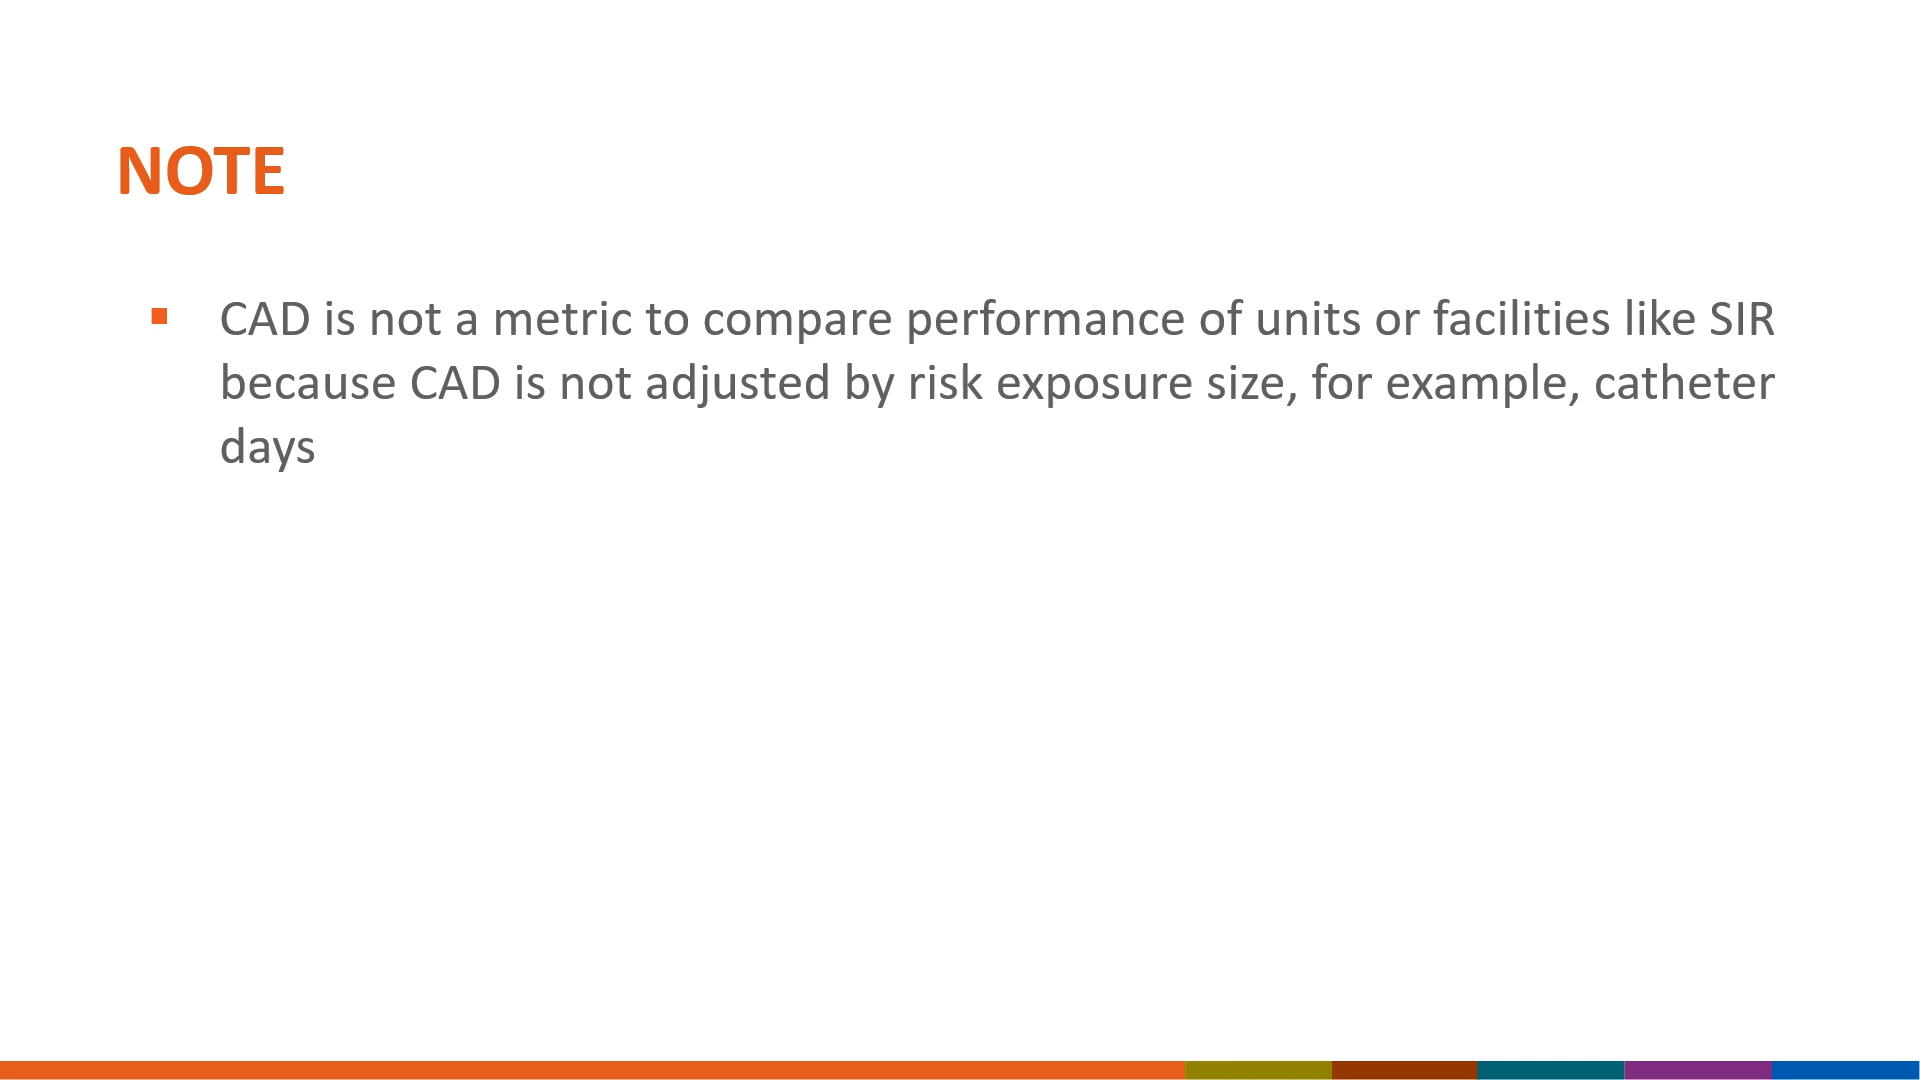 NOTE
▪ CAD is not a metric to compare performance of units or facilities like SIR
because CAD is not adjusted by risk exposure size, for example, catheter
days